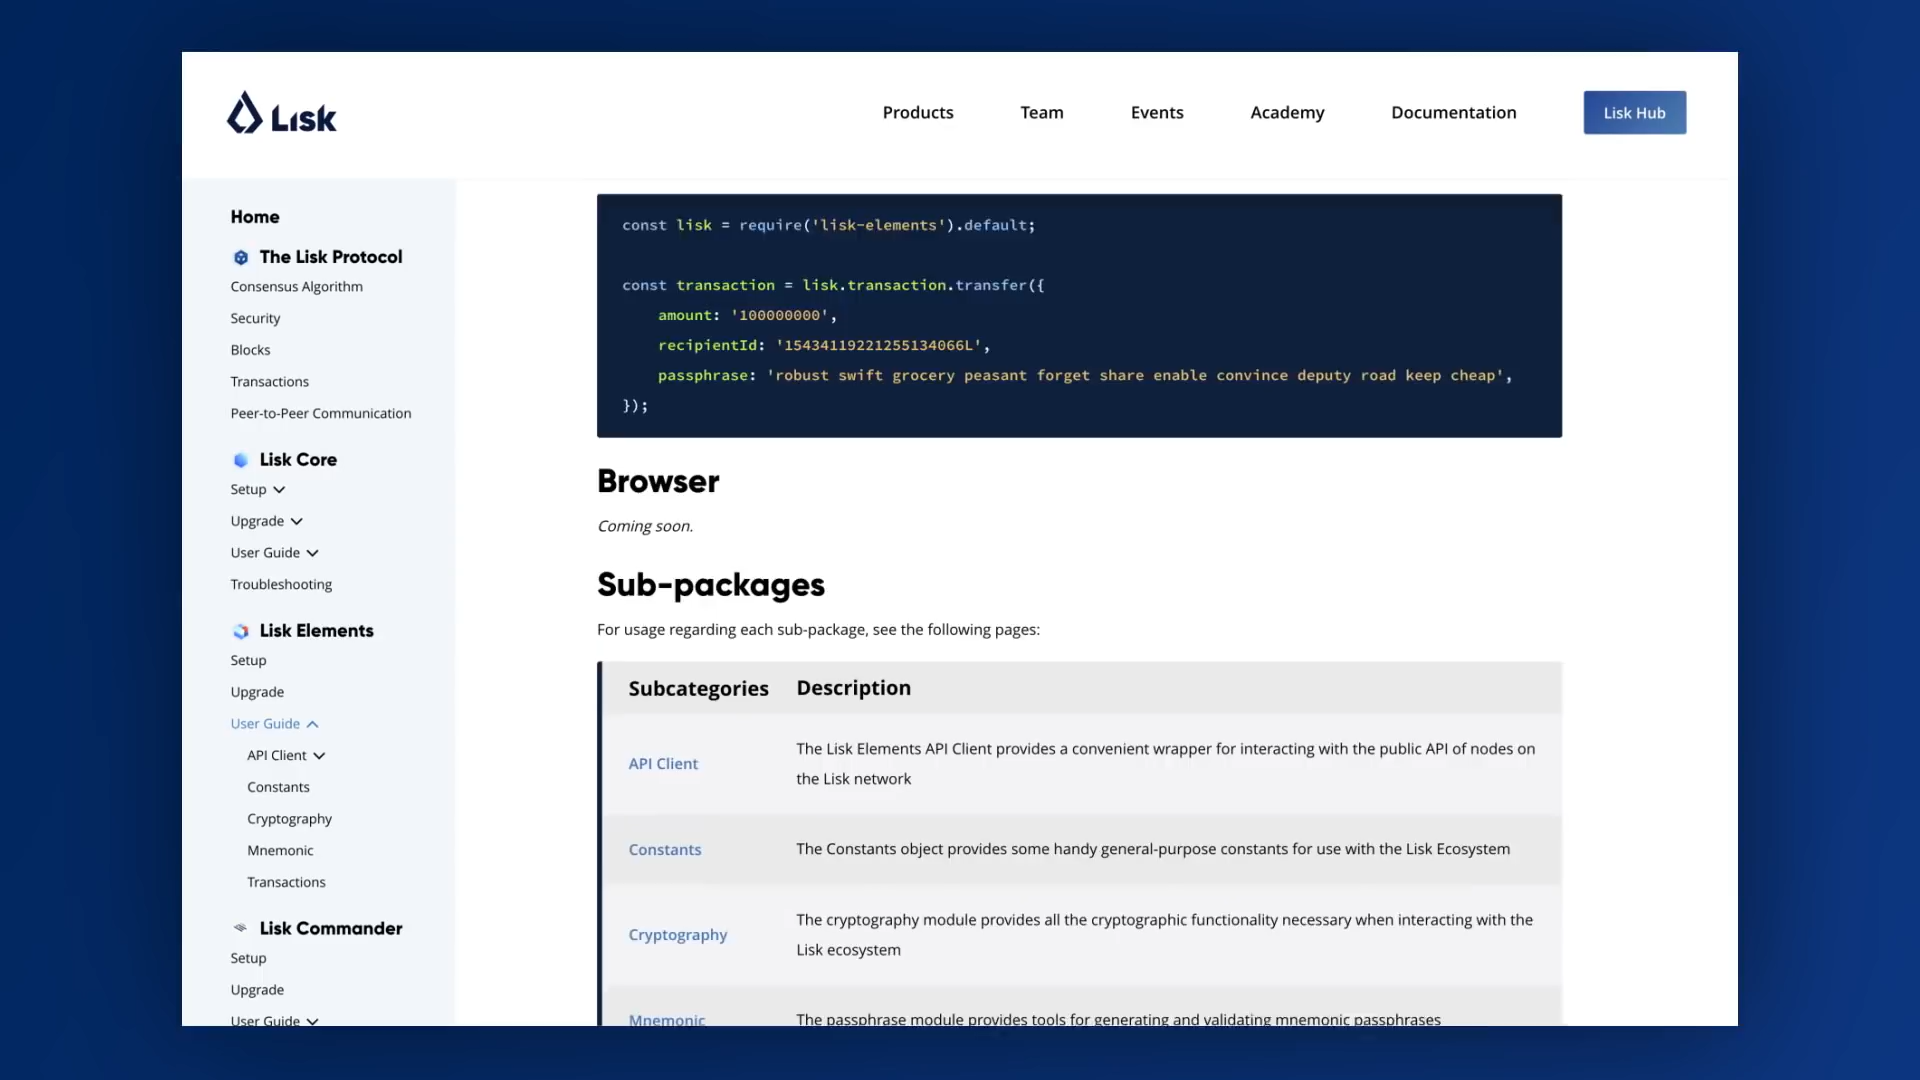 Lisk
Products
Team
Events
Academy
Documentation
Lisk Hub
Home
The Lisk Protocol
Consensus Algorithm
Security
Blocks
Transactions
Peer-to-Peer Communication
Lisk Core
Setup
Upgrade
User Guide
Troubleshooting
Lisk Elements
Setup
Upgrade
User Guide
API Client
Constants
Cryptography
Mnemonic
Transactions
Lisk Commander
Setup
Upgrade
User Guide
const lisk = require('lisk-elements').default;
const transaction = lisk.transaction.transfer({
amount: '100000000',
recipientId: '15434119221255134066L',
passphrase: 'robust swift grocery peasant forget share enable convince deputy road keep cheap',
});
Browser
Coming soon.
Sub-packages
For usage regarding each sub-package, see the following pages:
Subcategories Description
API Client
The Lisk Elements API Client provides a convenient wrapper for interacting with the public API of nodes on
the Lisk network
Constants
The Constants object provides some handy general-purpose constants for use with the Lisk Ecosystem
Cryptography
The cryptography module provides all the cryptographic functionality necessary when interacting with the
Lisk ecosystem
Mnemonic
The passphrase module provides tools for generating and validating mnemonic passphrases